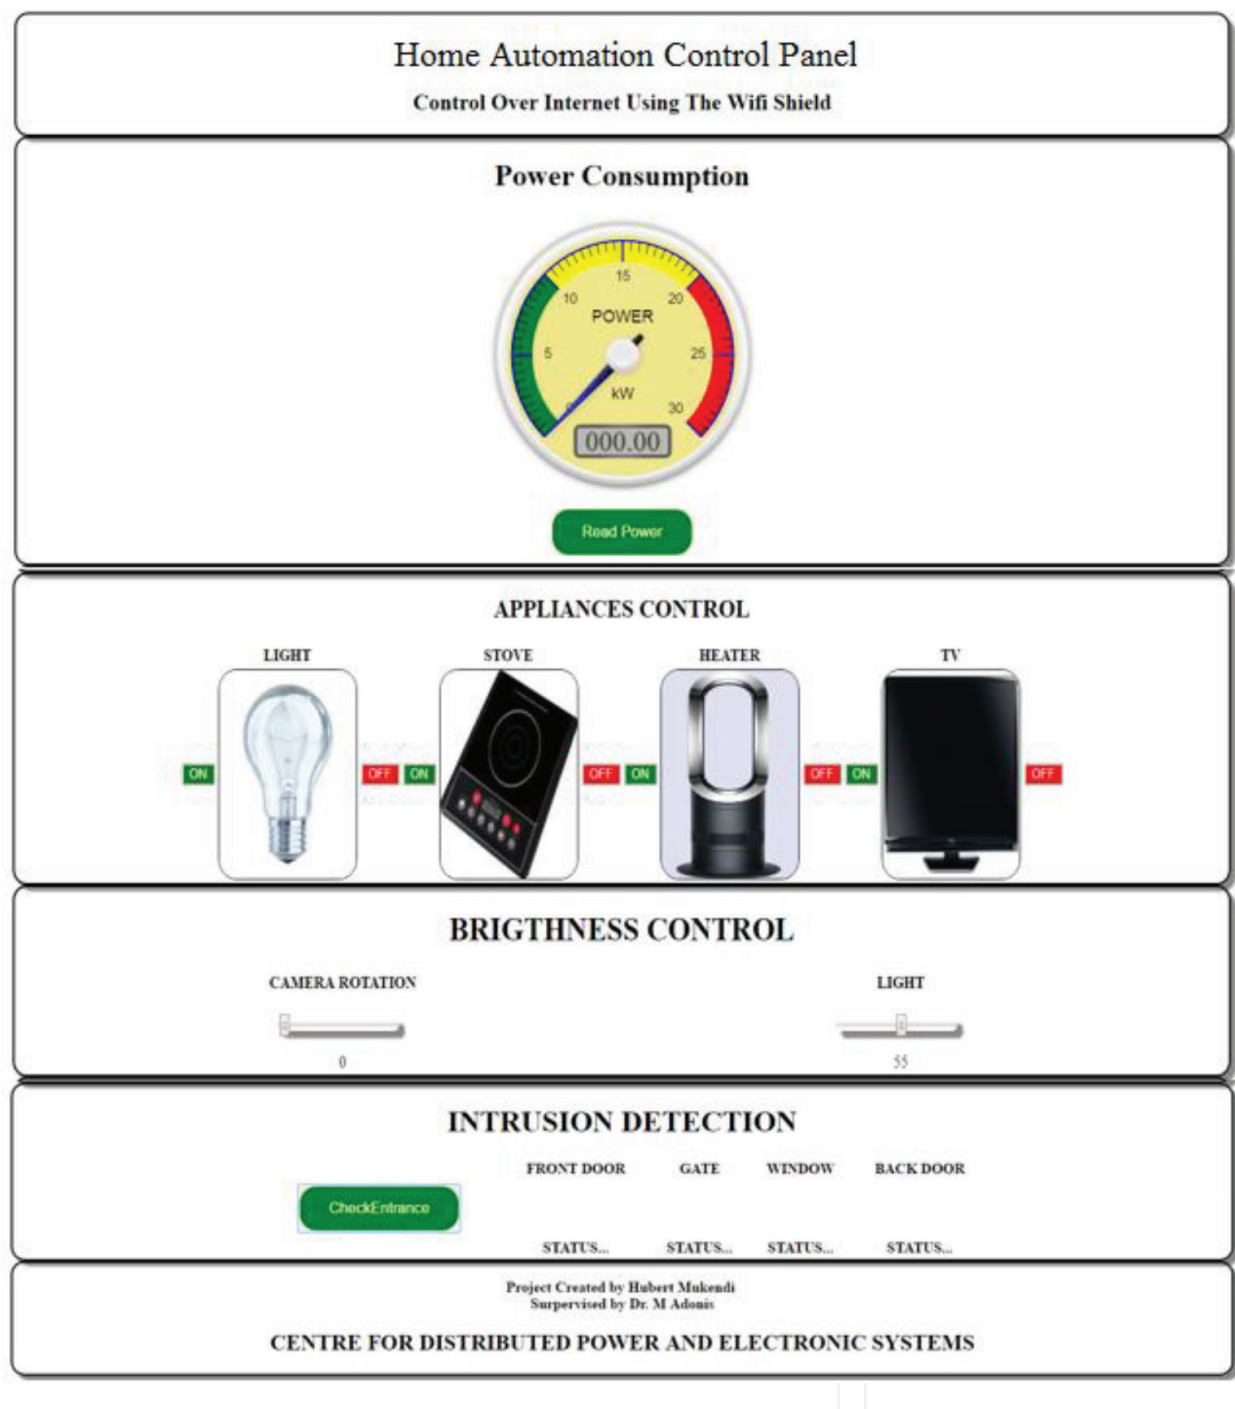 Home Automation Control Panel
Control Over Internet Using The Wifi Shield
Power Consumption
15
10 20
POWER
5 25
kW
0 30
000.00
Read Power
APPLIANCES CONTROL
LIGHT STOVE HEATER TV
ON OFF ON OFF ON OFF ON OFF
BRIGTHNESS CONTROL
CAMERA ROTATION LIGHT
0 55
INTRUSION DETECTION
FRONT DOOR GATE WINDOW BACK DOOR
CheckEntrance
STATUS... STATUS... STATUS... STATUS...
Project Created by Hubert Mukendi
Surpervised by Dr. M Adonis
CENTRE FOR DISTRIBUTED POWER AND ELECTRONIC SYSTEMS